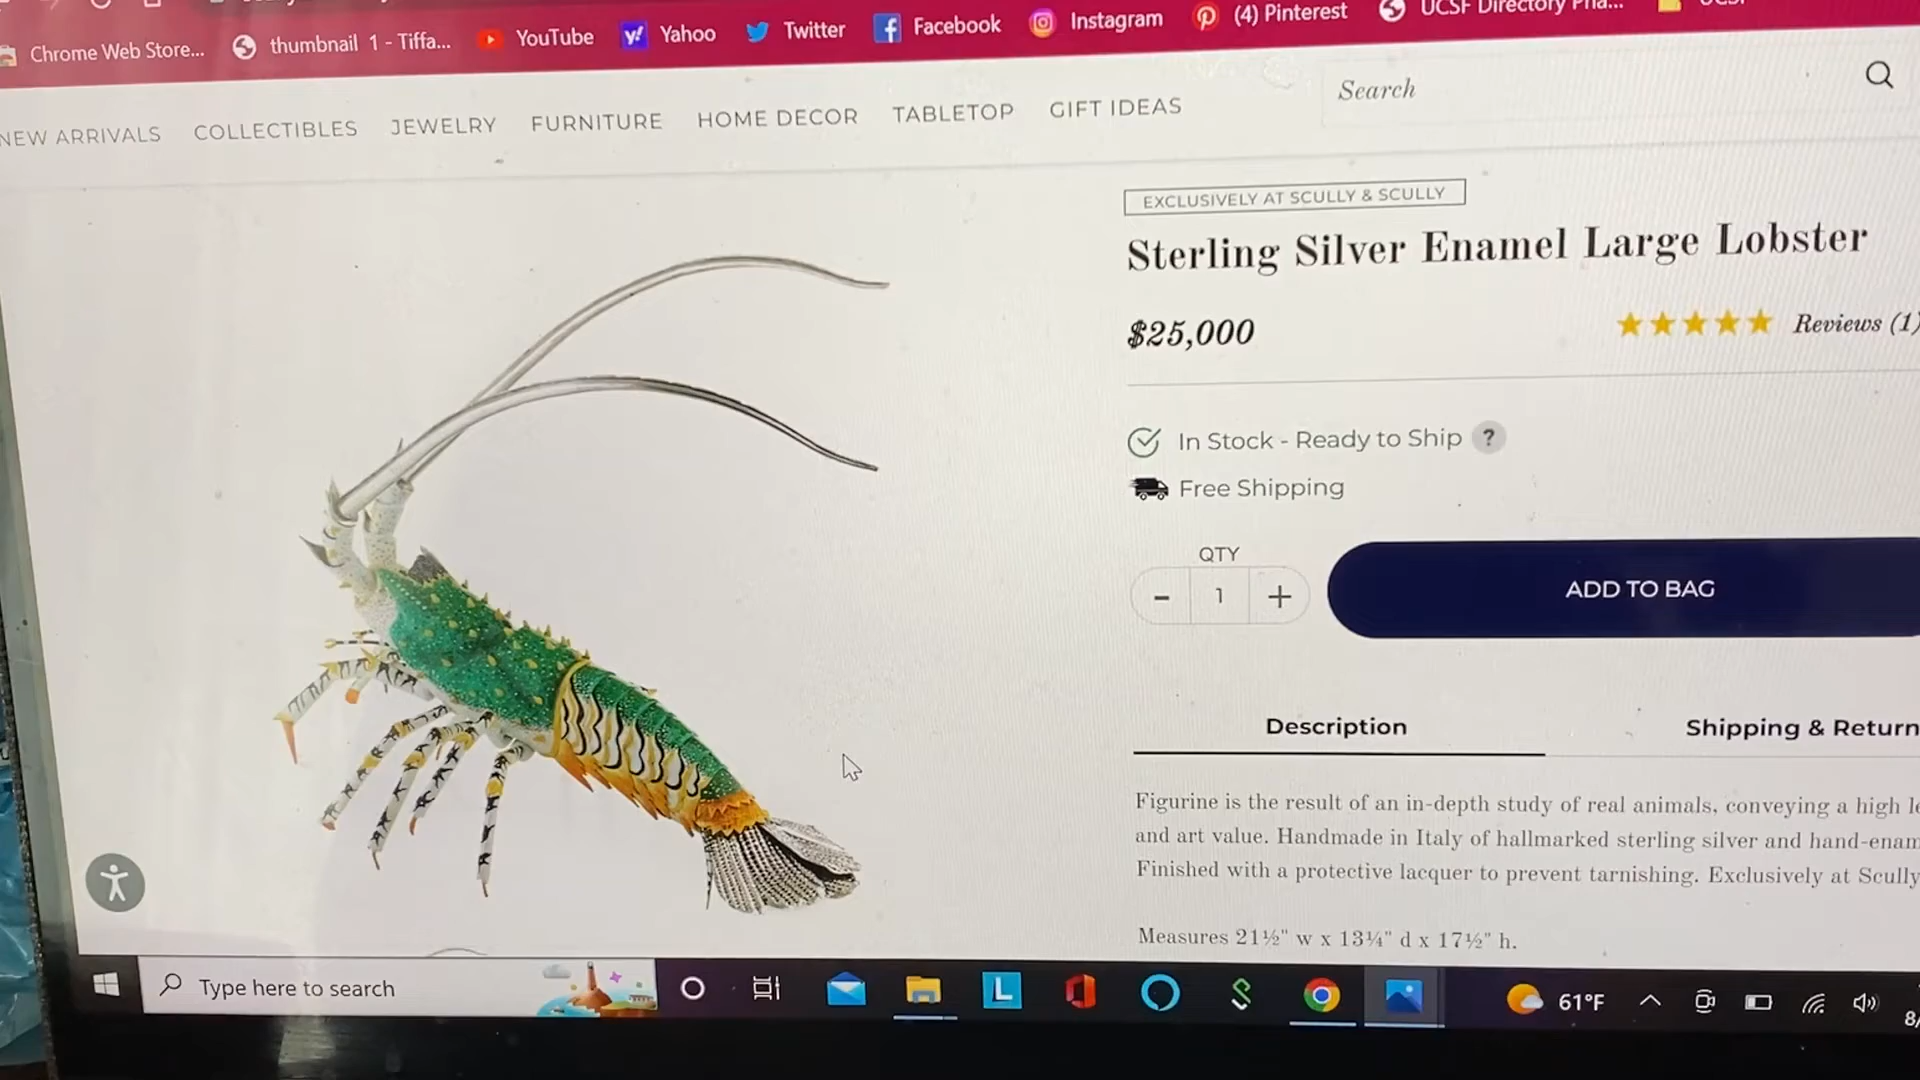 Chrome Web Store...
thumbnail 1 - Tiffa...
YouTube
Yahoo
Twitter
Facebook
Instagram
(4) Pinterest
UCSF Directory Pha...
NEW ARRIVALS
COLLECTIBLES
JEWELRY
FURNITURE
HOME DECOR
TABLETOP
GIFT IDEAS
Search
EXCLUSIVELY AT SCULLY & SCULLY
Sterling Silver Enamel Large Lobster
$25,000
Reviews (1)
In Stock - Ready to Ship ?
Free Shipping
QTY
- 1 +
ADD TO BAG
Description
Shipping & Return
Figurine is the result of an in-depth study of real animals, conveying a high
and art value. Handmade in Italy of hallmarked sterling silver and hand-enam
Finished with a protective lacquer to prevent tarnishing. Exclusively at Scully
Measures 21½" w x 13¼" d x 17½" h.
Type here to search
L
61°F
8/